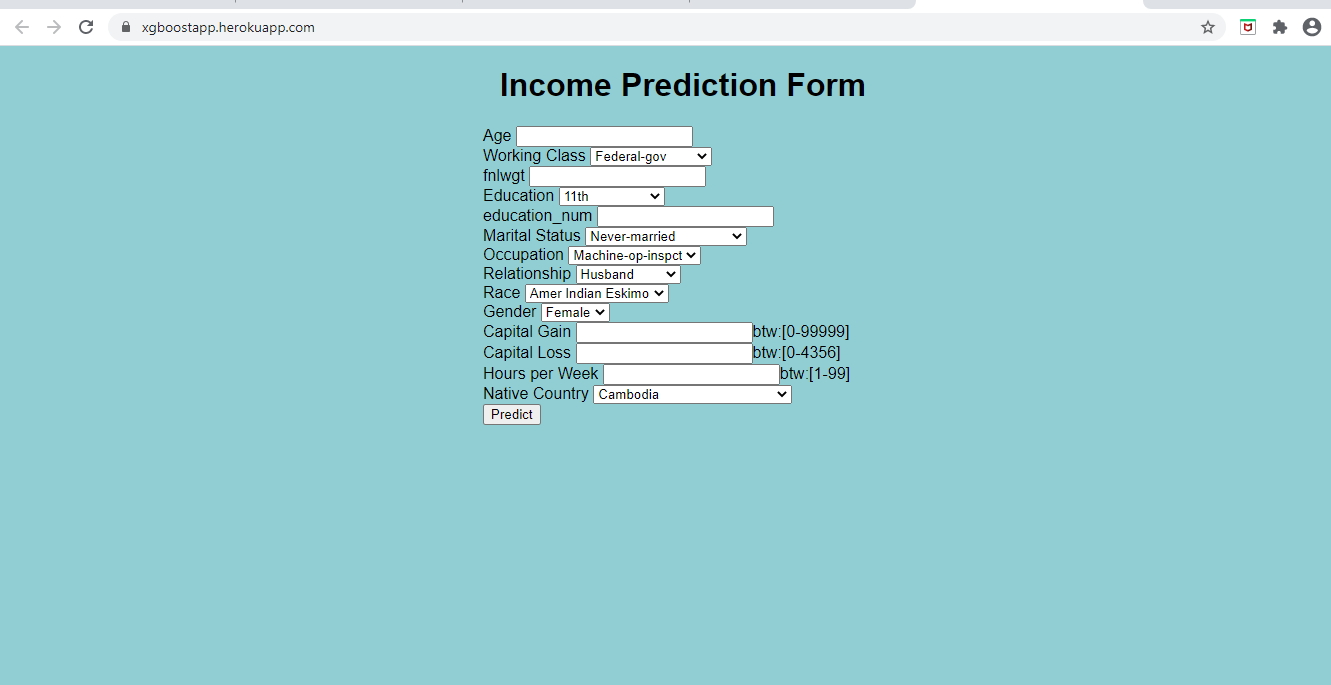 xgboostapp.herokuapp.com
Income Prediction Form
Age
Working Class Federal-gov
fnlwgt
Education 11th
education_num
Marital Status Never-married
Occupation Machine-op-inspct
Relationship Husband
Race Amer Indian Eskimo
Gender Female
Capital Gain btw:[0-99999]
Capital Loss btw:[0-4356]
Hours per Week btw:[1-99]
Native Country Cambodia
Predict